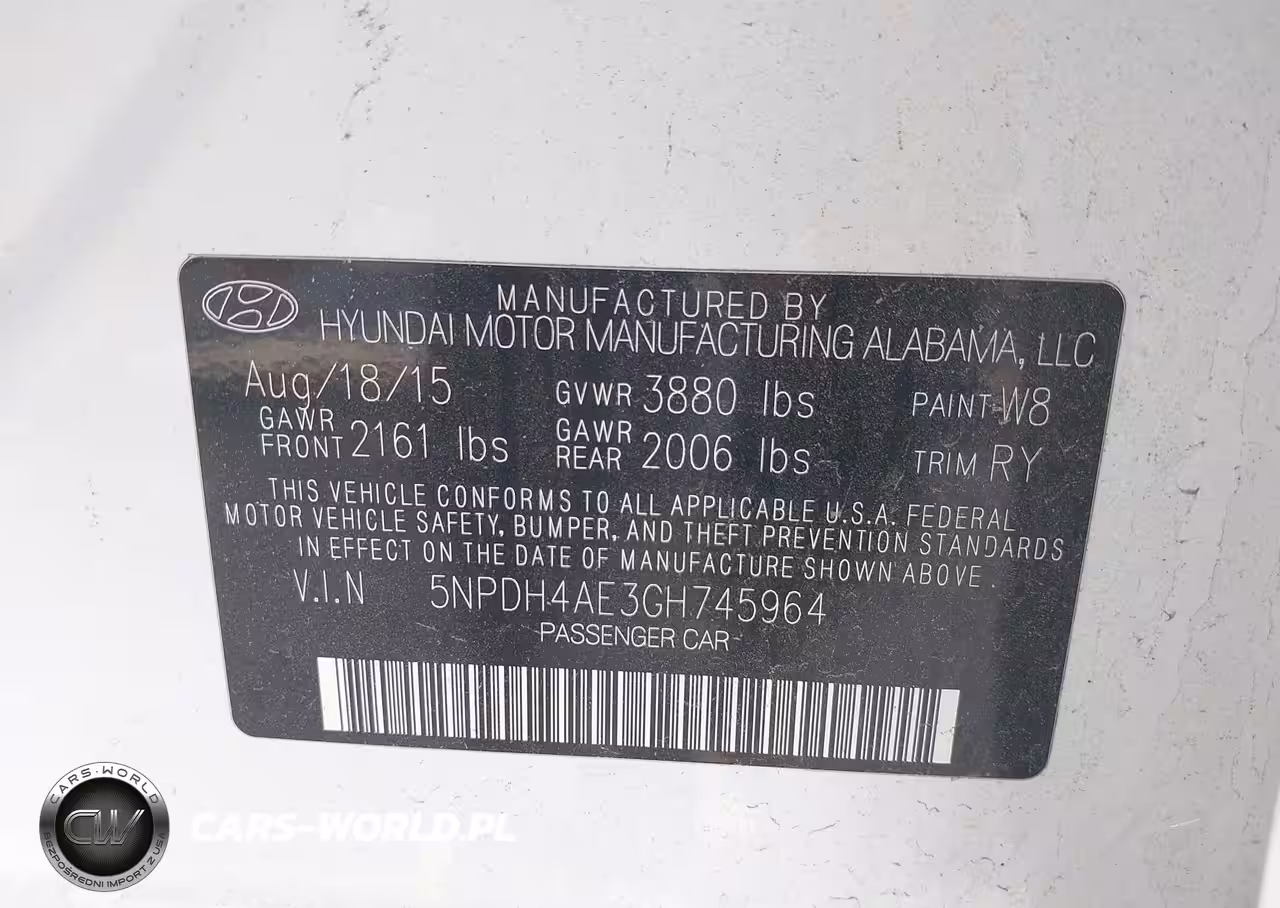 MANUFACTURED BY
HYUNDAI MOTOR MANUFACTURING ALABAMA, LLC
Aug/18/15 GVWR 3880 lbs PAINT W8
GAWR FRONT 2161 lbs GAWR REAR 2006 lbs TRIM RY
THIS VEHICLE CONFORMS TO ALL APPLICABLE U.S.A. FEDERAL
MOTOR VEHICLE SAFETY, BUMPER, AND THEFT PREVENTION STANDARDS
IN EFFECT ON THE DATE OF MANUFACTURE SHOWN ABOVE.
V.I.N 5NPDH4AE3GH745964
PASSENGER CAR
CARS-WORLD
CW
BEZPOŚREDNI IMPORT Z USA
CARS-WORLD.PL